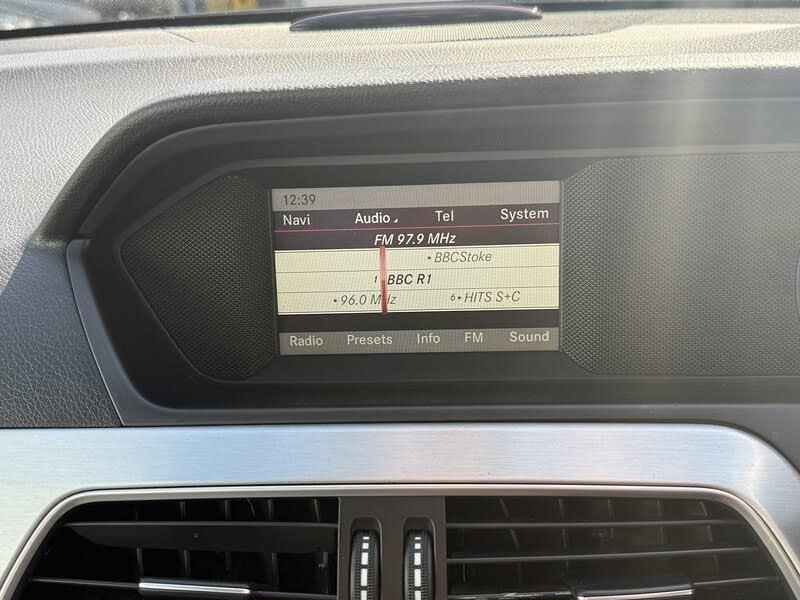 12:39
Navi Audio Tel System
FM 97.9 MHz
• BBCStoke
1 BBC R1
• 96.0 MHz 6• HITS S+C
Radio Presets Info FM Sound